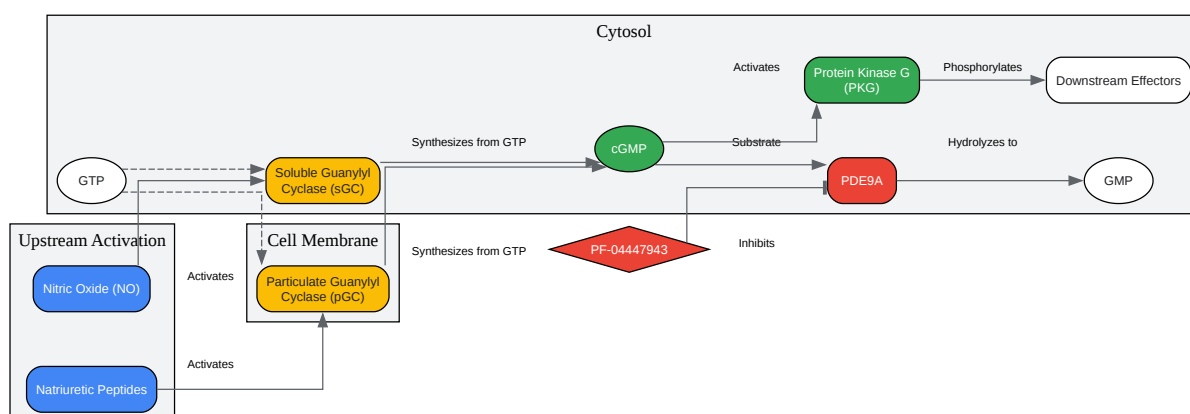 Cytosol
Activates
Protein Kinase G
(PKG)
Phosphorylates
Downstream Effectors
Synthesizes from GTP
cGMP
Substrate
Hydrolyzes to
GTP
Soluble Guanylyl
Cyclase (sGC)
PDE9A
GMP
Upstream Activation
Cell Membrane
Synthesizes from GTP
PF-04447943
Inhibits
Nitric Oxide (NO)
Activates
Particulate Guanylyl
Cyclase (pGC)
Activates
Natriuretic Peptides